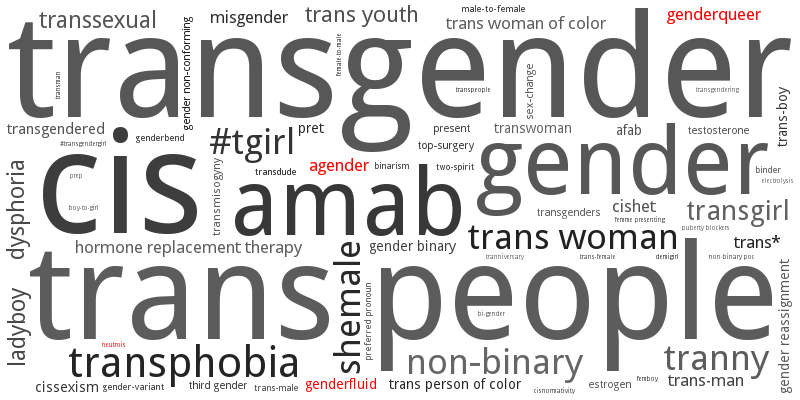 transgender
transsexual
misgender
trans youth
male-to-female
trans woman of color
genderqueer
transman
gender non-conforming
female-to-male
transpeople
sex-change
transgendering
trans-boy
transgendered
#transgendergirl
genderbend
#tgirl
pret
present
top-surgery
transwoman
afab
testosterone
cis
gender
agender
binarism
two-spirit
binder
electrolysis
transdude
amab
prep
boy-to-girl
transmisogyny
dysphoria
transgenders
cishet
femme presenting
transgirl
puberty blockers
hormone replacement therapy
gender binary
trans woman
trans*
tranniversary
trans-female
demigirl
non-binary poc
trans people
ladyboy
shemale
preferred pronoun
bi-gender
gender reassignment
neutrois
transphobia
non-binary
tranny
cissexism
gender-variant
third gender
trans-male
genderfluid
trans person of color
cisnormativity
estrogen
femboy
trans-man